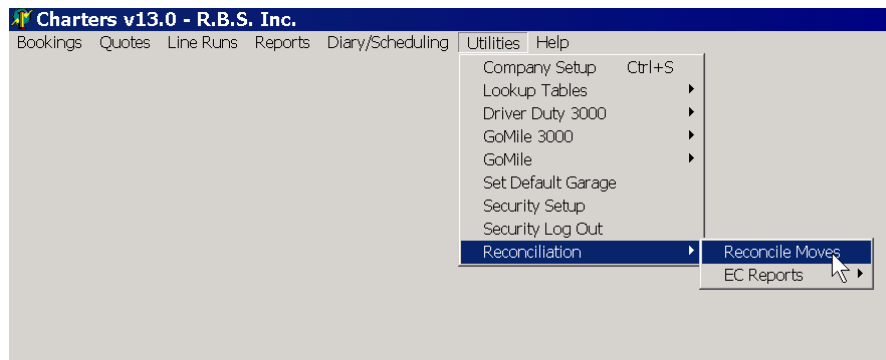 Charters v13.0 - R.B.S. Inc.
Bookings Quotes Line Runs Reports Diary/Scheduling Utilities Help
Company Setup Ctrl+S
Lookup Tables
Driver Duty 3000
GoMile 3000
GoMile
Set Default Garage
Security Setup
Security Log Out
Reconciliation Reconcile Moves
EC Reports